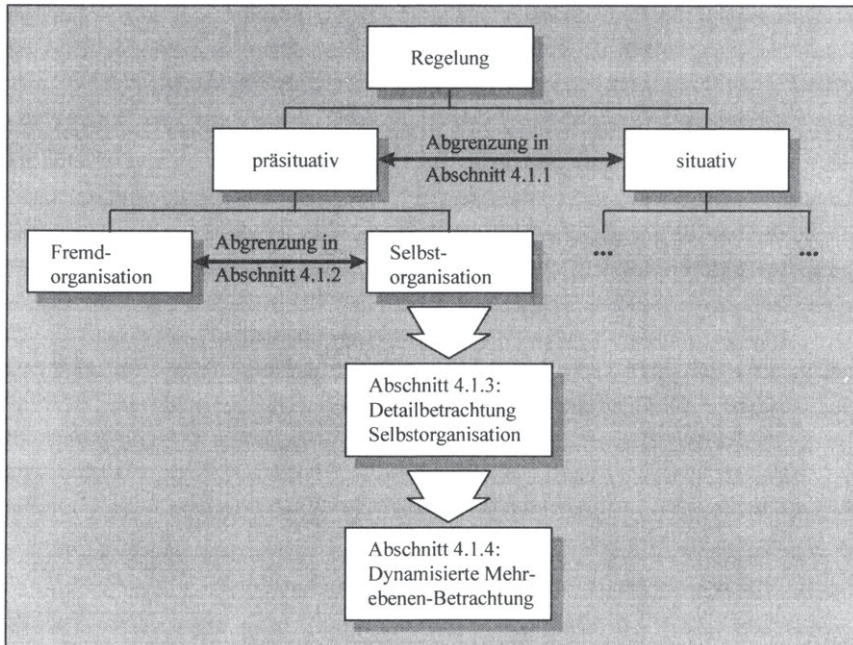 Regelung
präsituativ
Abgrenzung in
Abschnitt 4.1.1
situativ
Fremd-
organisation
Abgrenzung in
Abschnitt 4.1.2
Selbst-
organisation
...
...
Abschnitt 4.1.3:
Detailbetrachtung
Selbstorganisation
Abschnitt 4.1.4:
Dynamisierte Mehr-
ebenen-Betrachtung